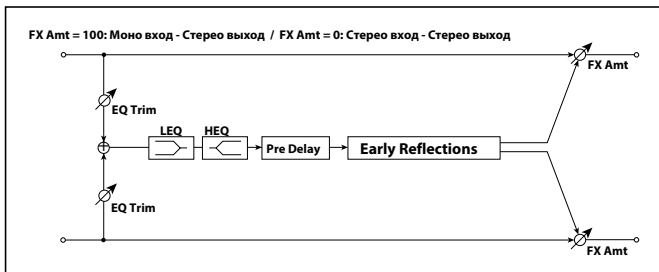 FX Amt = 100: Моно вход - Стерео выход / FX Amt = 0: Стерео вход - Стерео выход
FX Amt
EQ Trim
LEQ
HEQ
Pre Delay
Early Reflections
EQ Trim
FX Amt